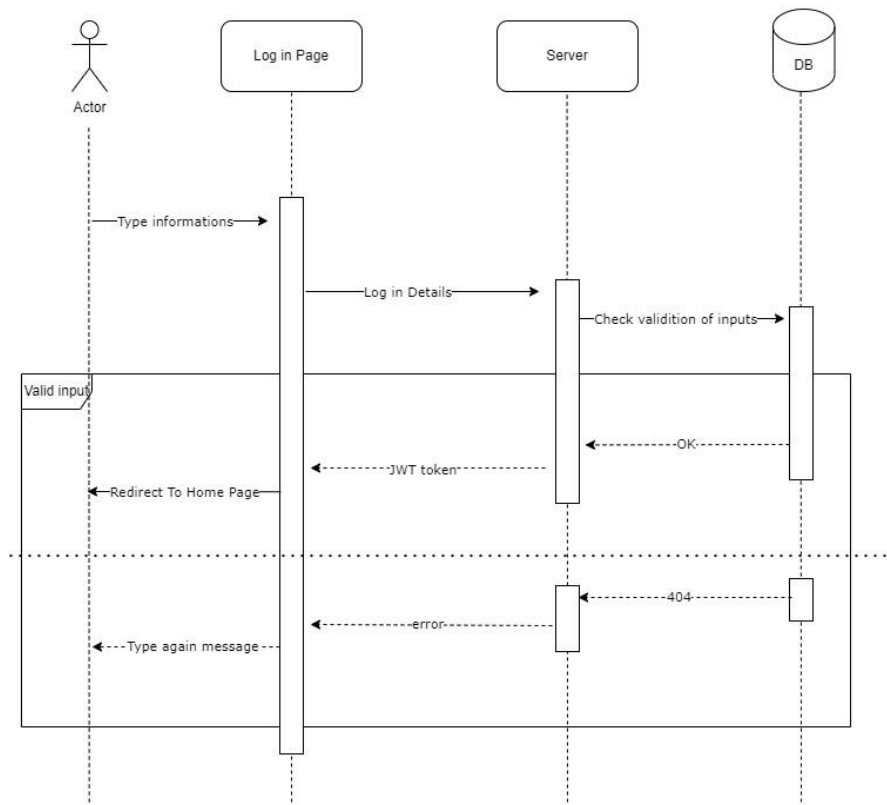 Log in Page
Server
DB
Actor
Type informations
Log in Details
Check validition of inputs
Valid input
OK
JWT token
Redirect To Home Page
404
error
Type again message